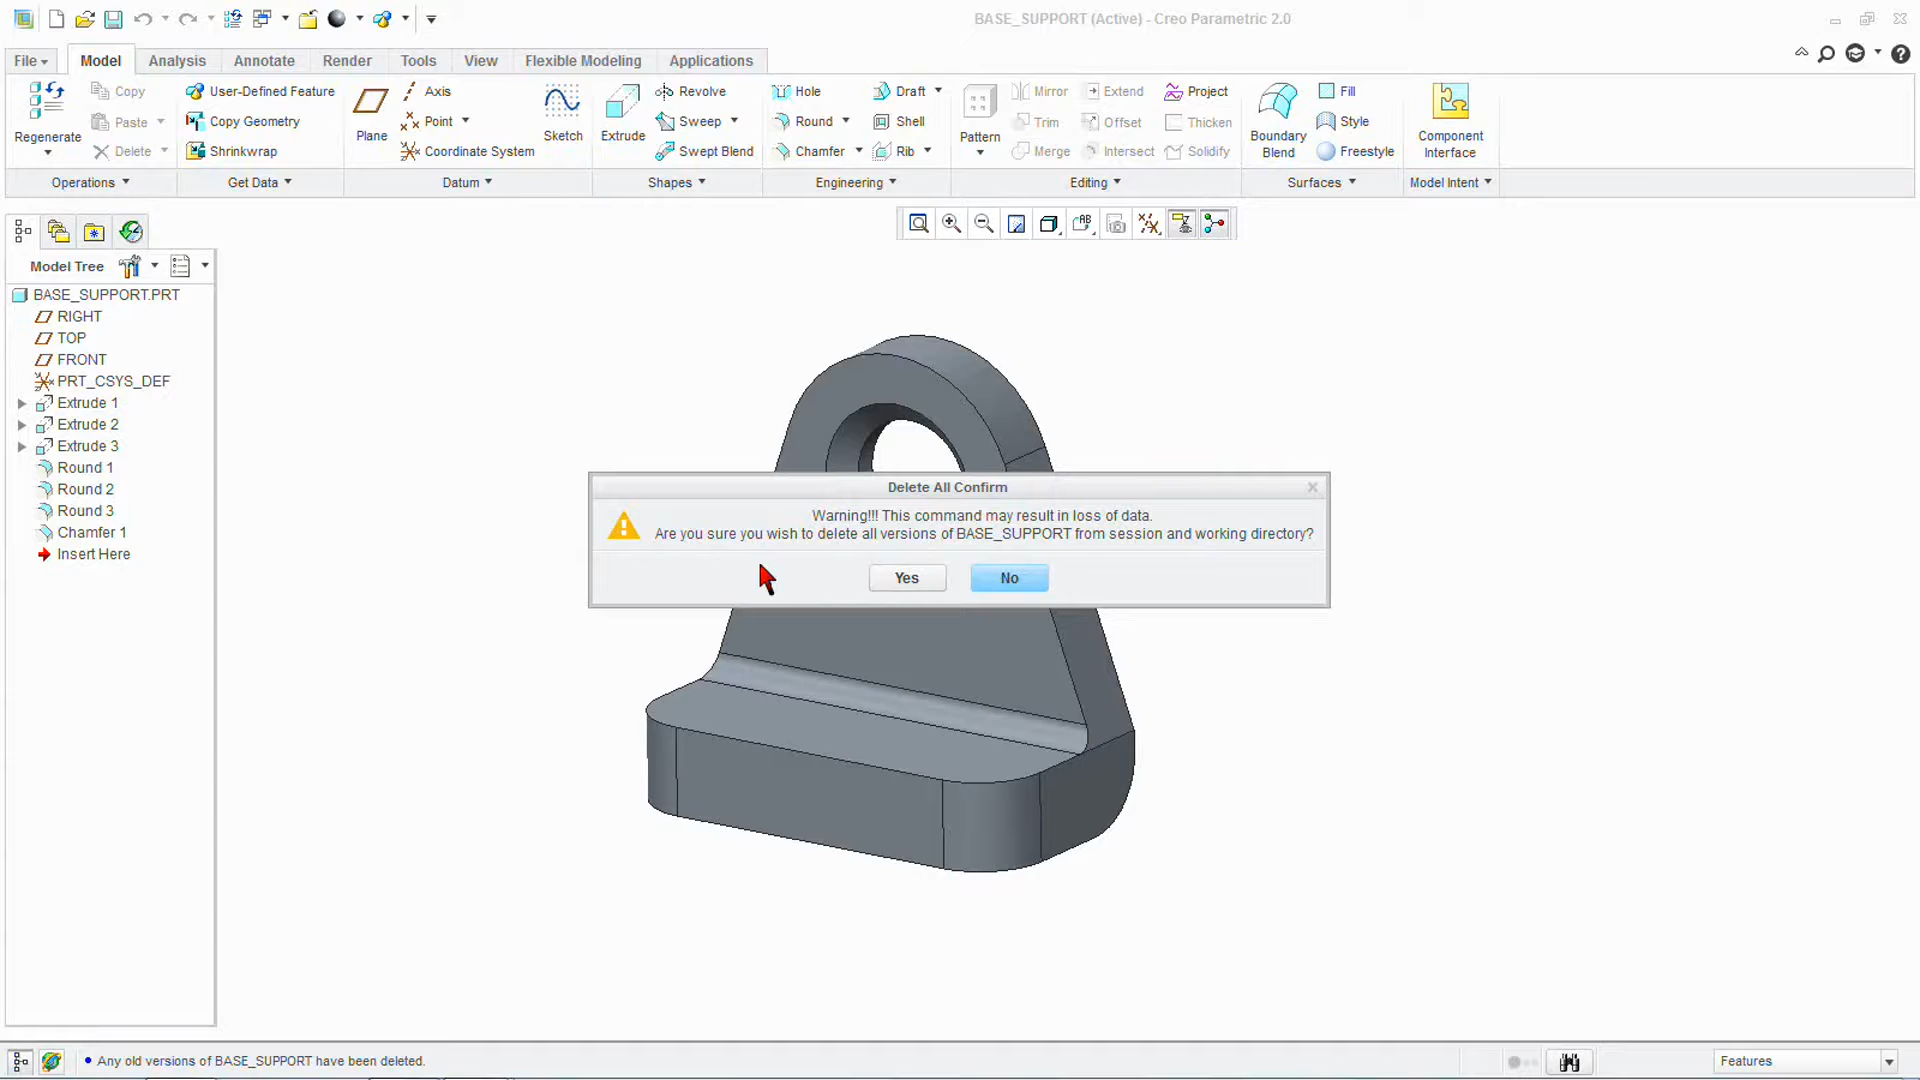 BASE_SUPPORT (Active) - Creo Parametric 2.0
File
Model
Analysis
Annotate
Render
Tools
View
Flexible Modeling
Applications
Regenerate
Copy
Paste
Delete
User-Defined Feature
Copy Geometry
Shrinkwrap
Plane
Axis
Point
Coordinate System
Sketch
Extrude
Revolve
Sweep
Swept Blend
Hole
Round
Chamfer
Draft
Shell
Rib
Pattern
Mirror
Trim
Merge
Extend
Offset
Intersect
Project
Thicken
Solidify
Boundary
Blend
Fill
Style
Freestyle
Component
Interface
Operations
Get Data
Datum
Shapes
Engineering
Editing
Surfaces
Model Intent
Model Tree
BASE_SUPPORT.PRT
RIGHT
TOP
FRONT
PRT_CSYS_DEF
Extrude 1
Extrude 2
Extrude 3
Round 1
Round 2
Round 3
Chamfer 1
Insert Here
Delete All Confirm
Warning!!! This command may result in loss of data.
Are you sure you wish to delete all versions of BASE_SUPPORT from session and working directory?
Yes
No
Any old versions of BASE_SUPPORT have been deleted.
Features